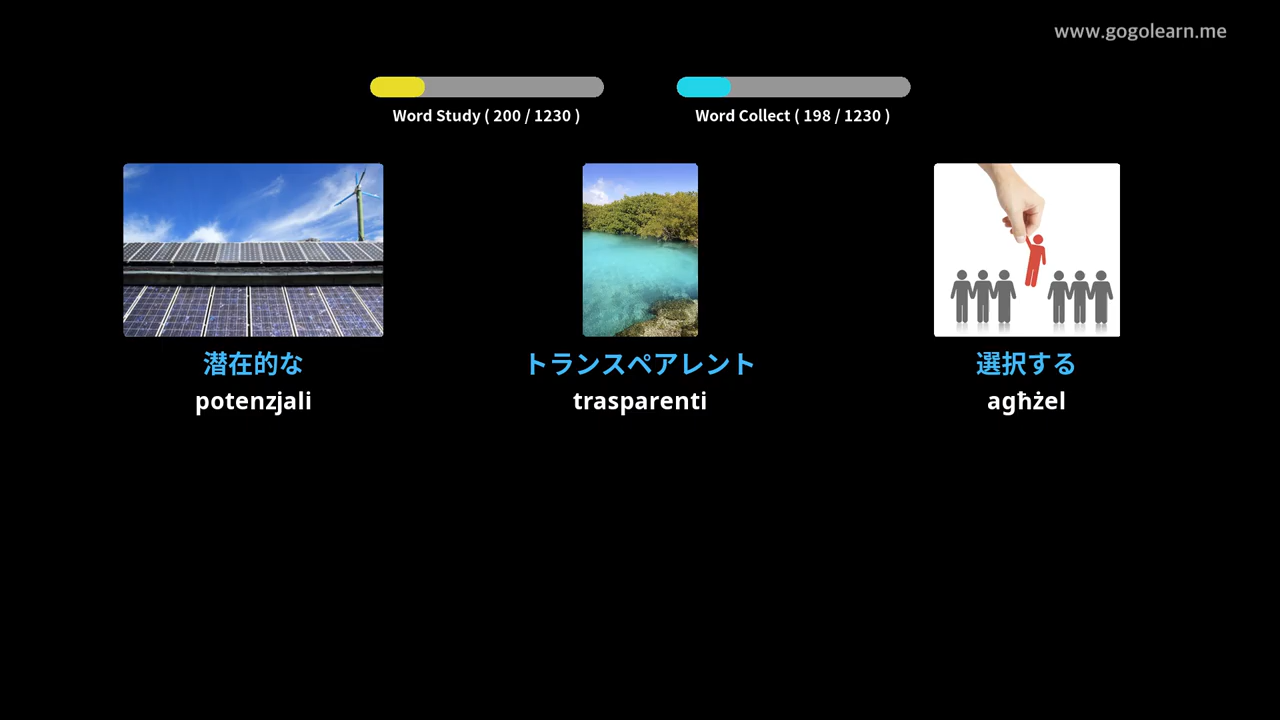 www.gogolearn.me
Word Study ( 200 / 1230 )
Word Collect ( 198 / 1230 )
潜在的な
potenzjali
トランスペアレント
trasparenti
選択する
agħżel